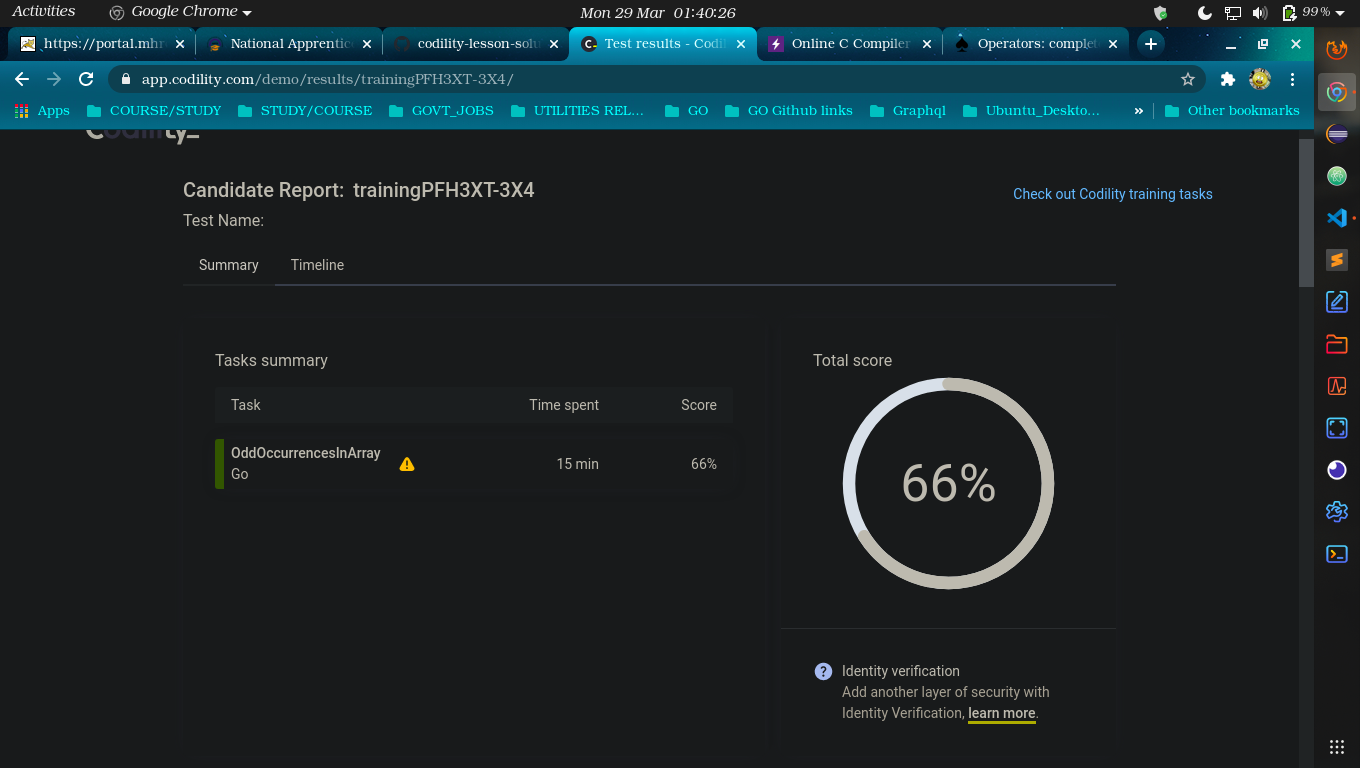 Activities Google Chrome Mon 29 Mar 01:40:26 99%
https://portal.mhr National Apprentic codility-lesson-solu Test results - Codil Online C Compiler Operators: complet
app.codility.com/demo/results/trainingPFH3XT-3X4/
Apps COURSE/STUDY STUDY/COURSE GOVT_JOBS UTILITIES REL... GO GO Github links Graphql Ubuntu_Deskto... » Other bookmarks
Codility_
Candidate Report: trainingPFH3XT-3X4
Check out Codility training tasks
Test Name:
Summary Timeline
Tasks summary
Task Time spent Score
OddOccurrencesInArray
Go
15 min 66%
Total score
66%
Identity verification
Add another layer of security with
Identity Verification, learn more.